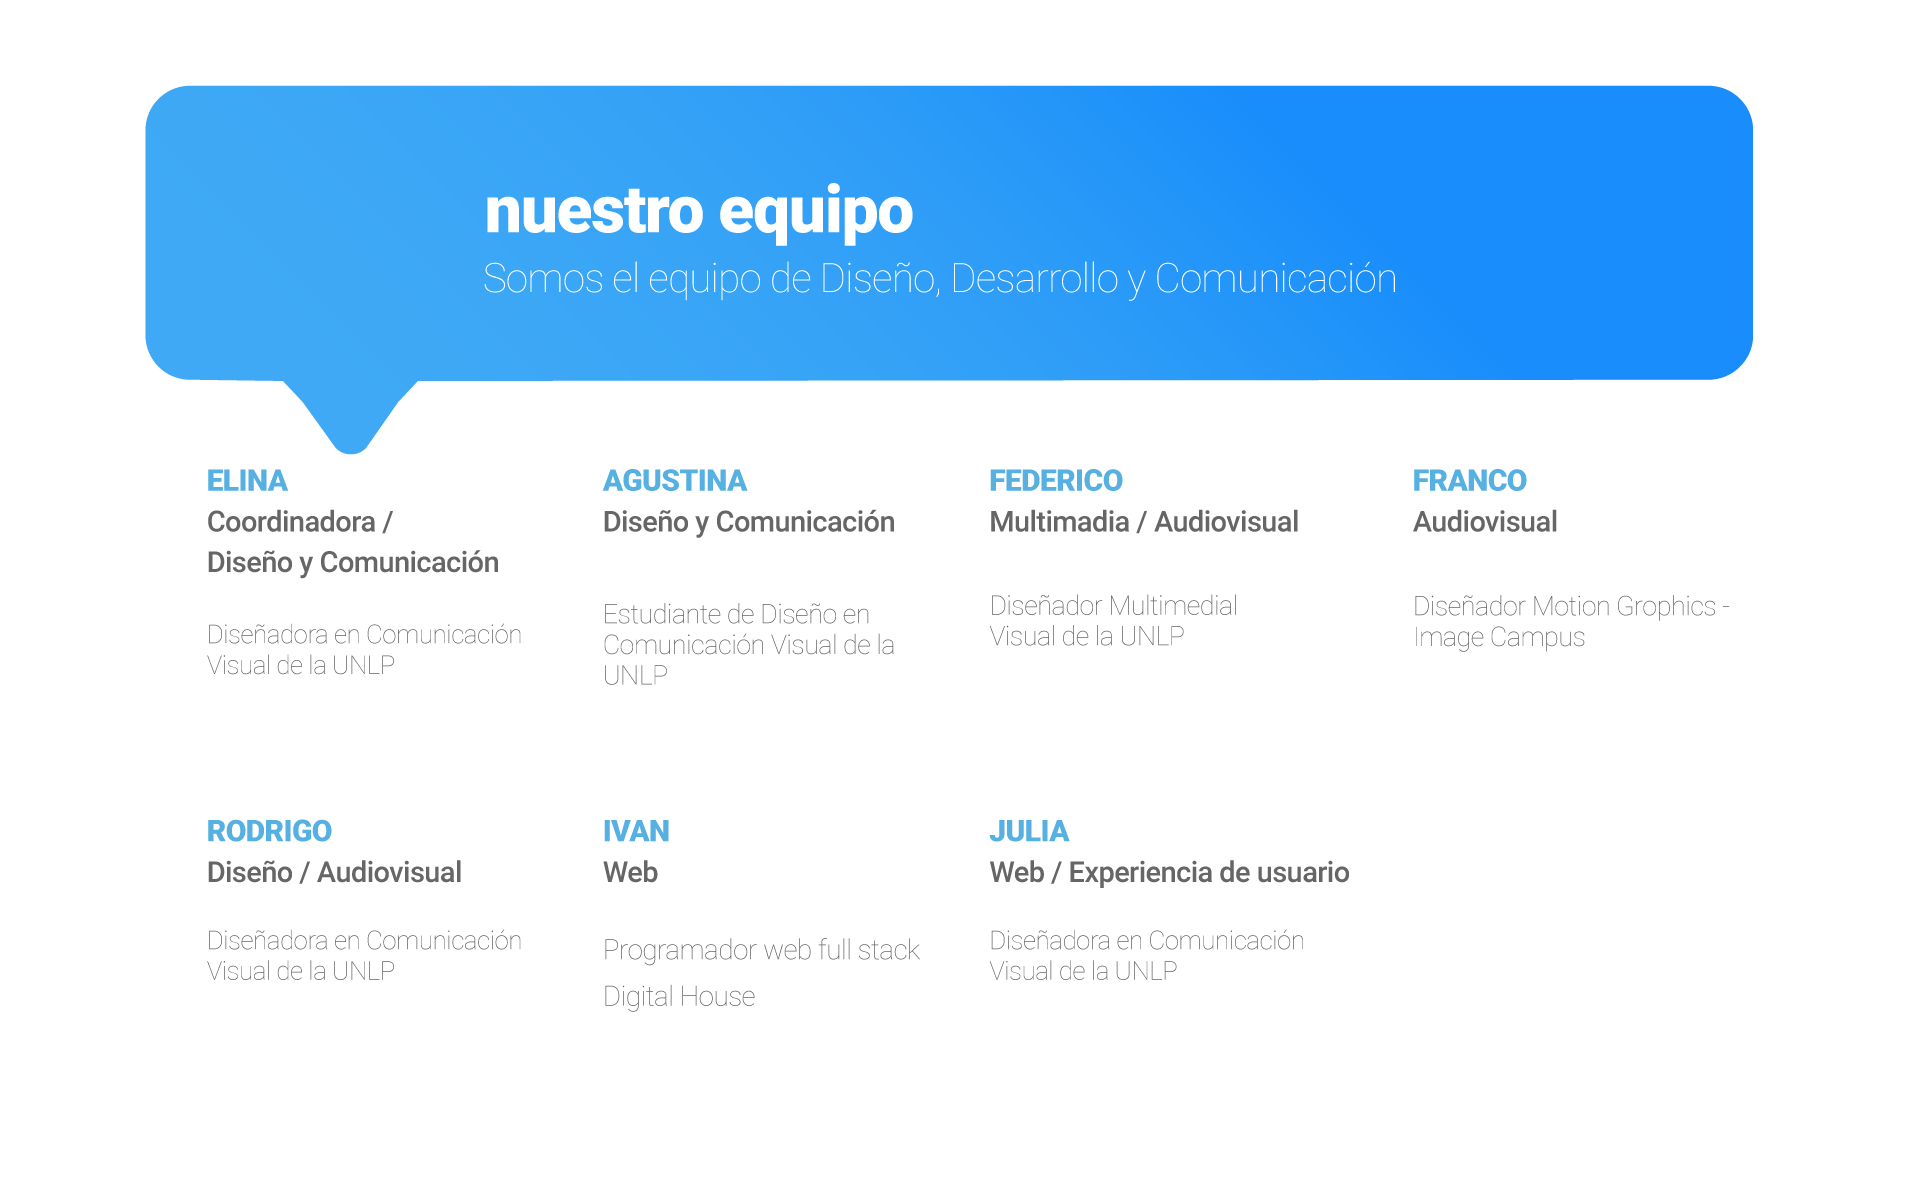 nuestro equipo
Somos el equipo de Diseño, Desarrollo y Comunicación
ELINA
Coordinadora /
Diseño y Comunicación
Diseñadora en Comunicación
Visual de la UNLP
AGUSTINA
Diseño y Comunicación
Estudiante de Diseño en
Comunicación Visual de la
UNLP
FEDERICO
Multimadia / Audiovisual
Diseñador Multimedial
Visual de la UNLP
FRANCO
Audiovisual
Diseñador Motion Grophics -
Image Campus
RODRIGO
Diseño / Audiovisual
Diseñadora en Comunicación
Visual de la UNLP
IVAN
Web
Programador web full stack
Digital House
JULIA
Web / Experiencia de usuario
Diseñadora en Comunicación
Visual de la UNLP